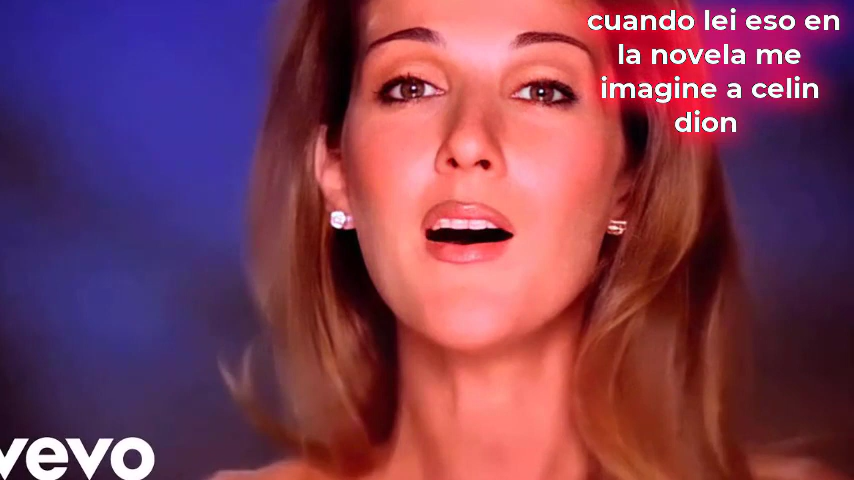 cuando lei eso en
la novela me
imagine a celin
dion
vevo